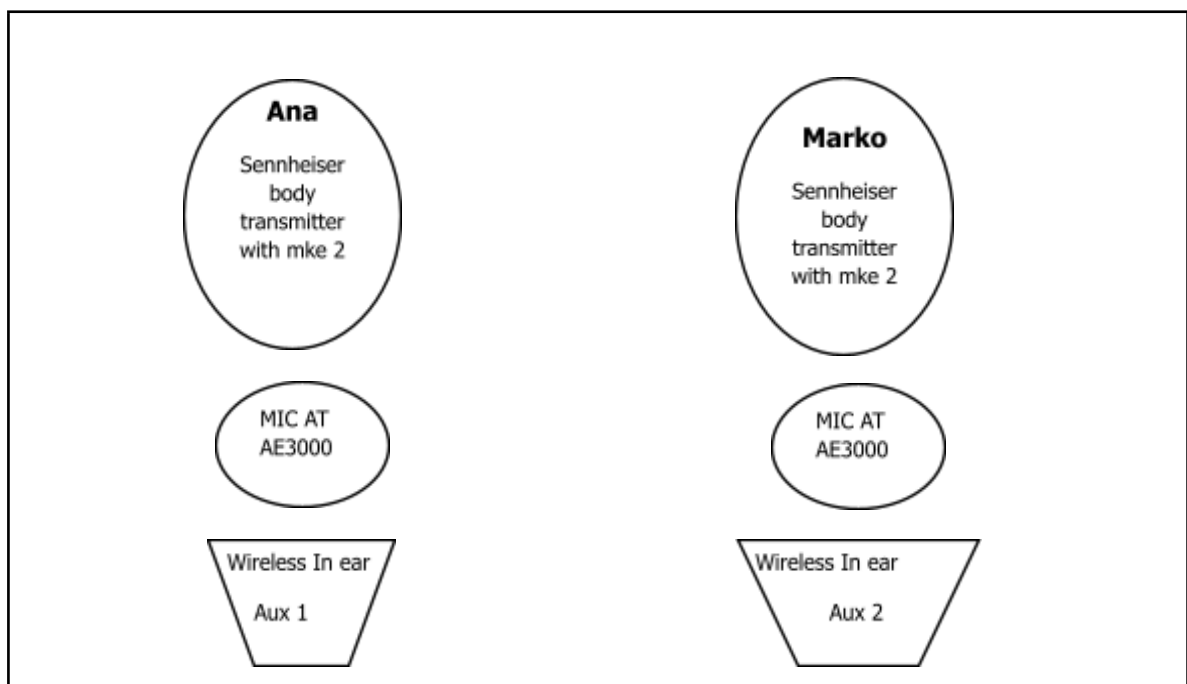 Ana
Sennheiser
body
transmitter
with mke 2
Marko
Sennheiser
body
transmitter
with mke 2
MIC AT
AE3000
MIC AT
AE3000
Wireless In ear
Aux 1
Wireless In ear
Aux 2